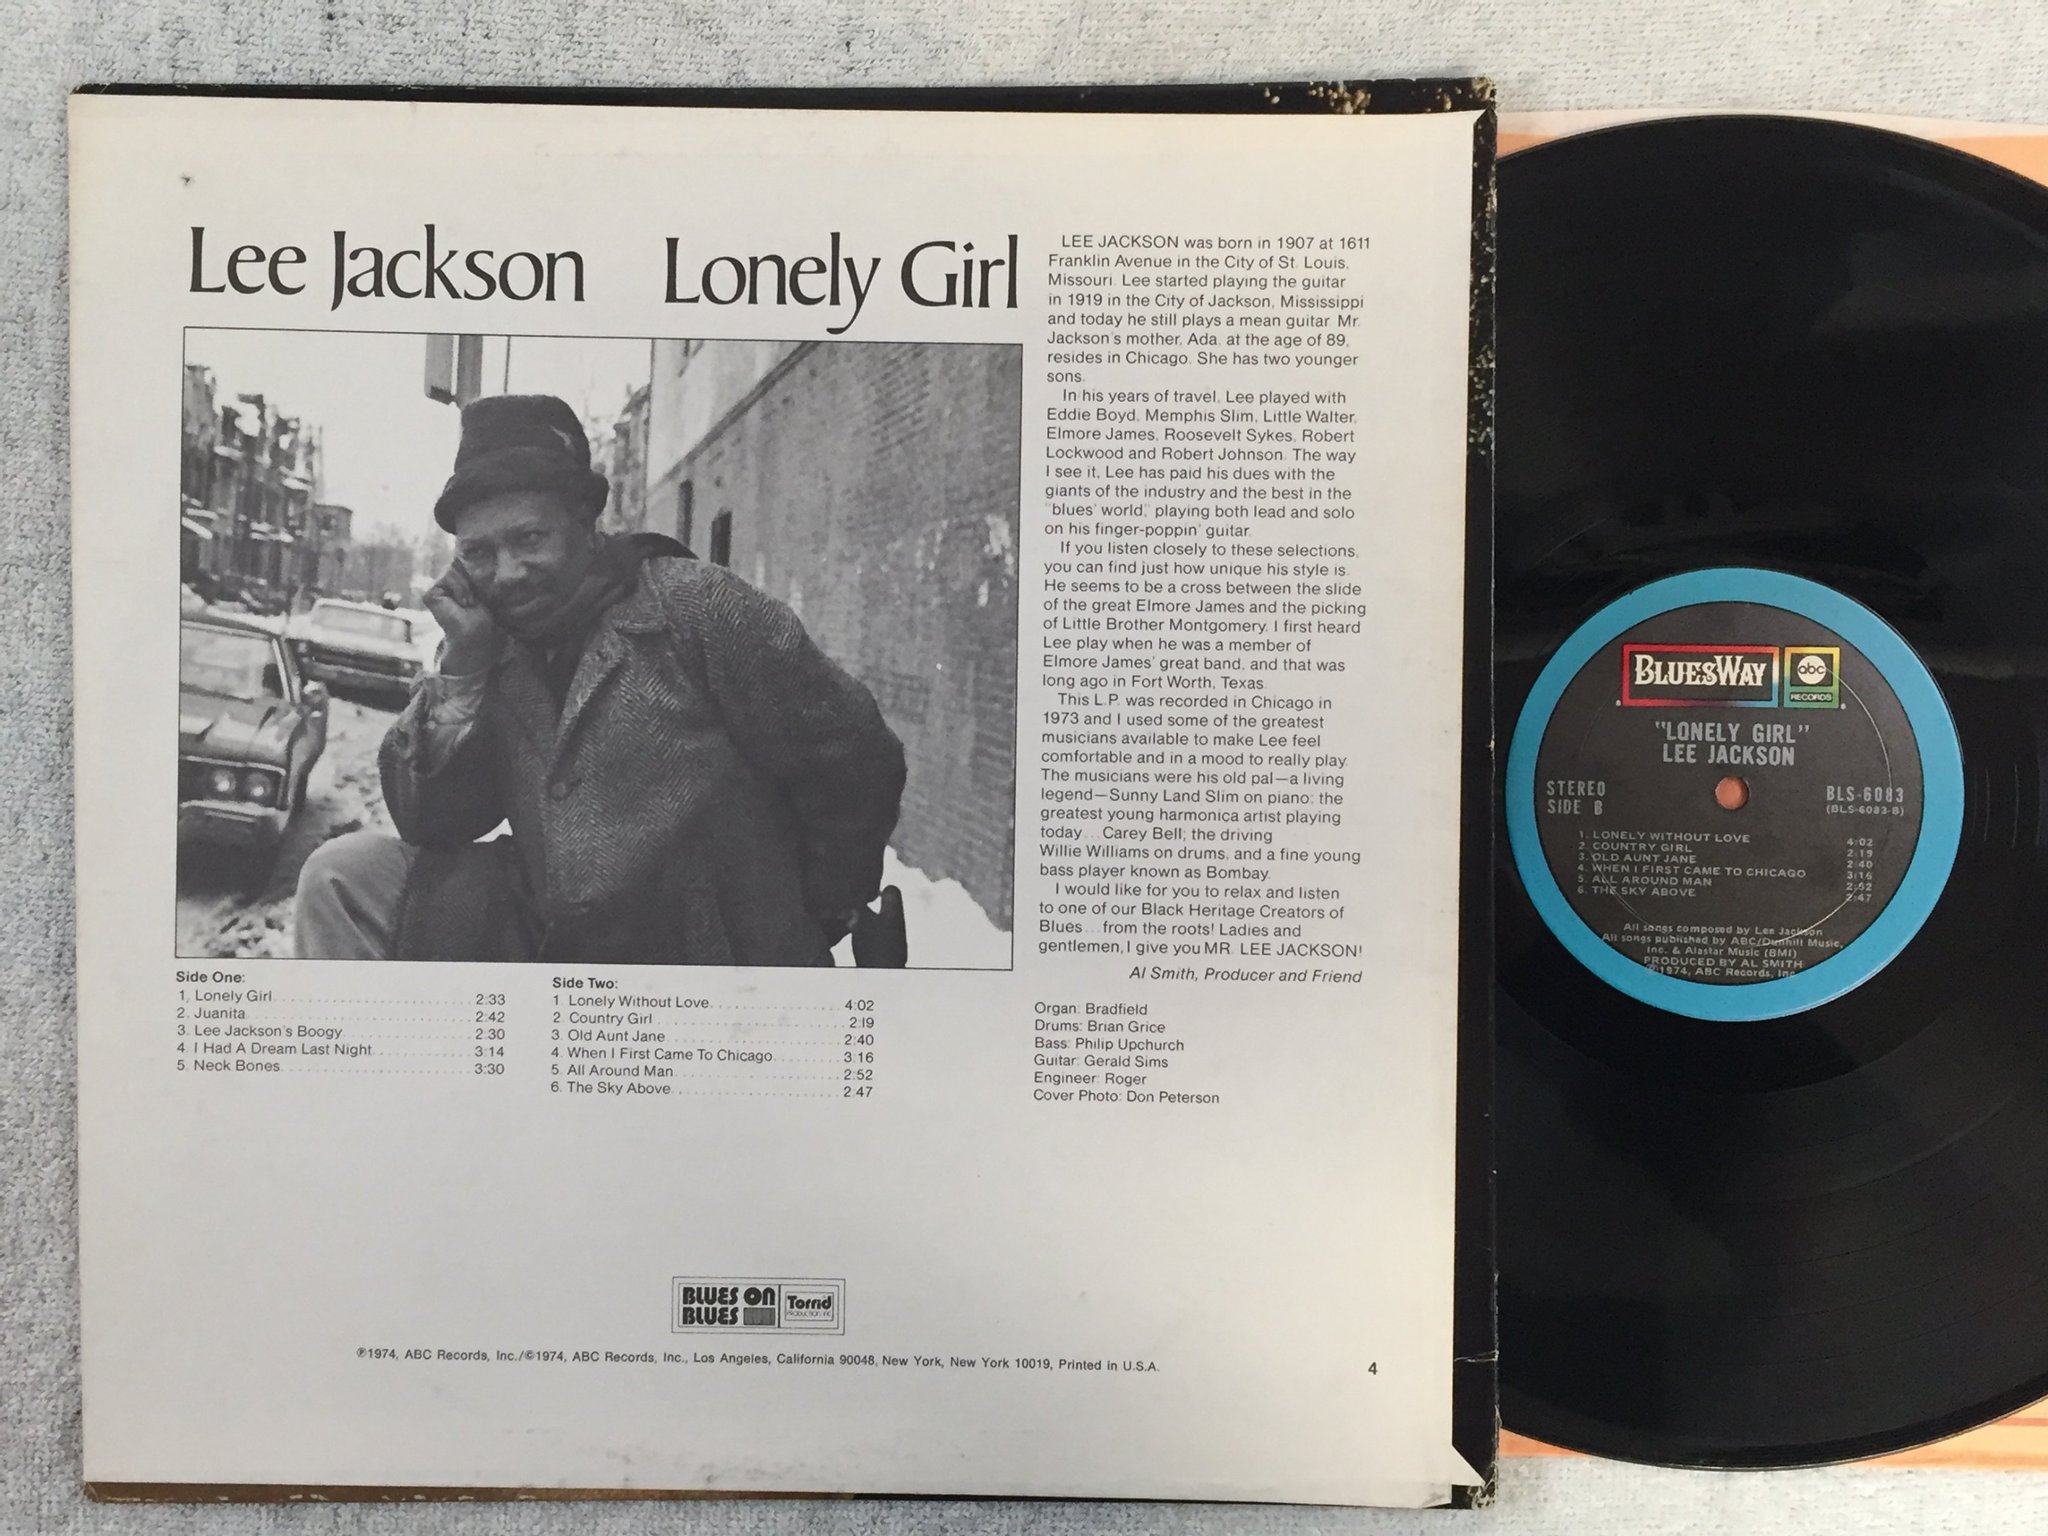 Lee Jackson Lonely Girl
LEE JACKSON was born in 1907 at 1611
Franklin Avenue in the City of St. Louis,
Missouri. Lee started playing the guitar
in 1919 in the City of Jackson, Mississippi
and today he still plays a mean guitar. Mr.
Jackson's mother, Ada, at the age of 89,
resides in Chicago. She has two younger
sons.
In his years of travel, Lee played with
Eddie Boyd, Memphis Slim, Little Walter,
Elmore James, Roosevelt Sykes, Robert
Lockwood and Robert Johnson. The way
I see it, Lee has paid his dues with the
giants of the industry and the best in the
"blues' world," playing both lead and solo
on his finger-poppin' guitar.
If you listen closely to these selections,
you can find just how unique his style is.
He seems to be a cross between the slide
of the great Elmore James and the picking
of Little Brother Montgomery. I first heard
Lee play when he was a member of
Elmore James' great band, and that was
long ago in Fort Worth, Texas.
This L.P. was recorded in Chicago in
1973 and I used some of the greatest
musicians available to make Lee feel
comfortable and in a mood to really play.
The musicians were his old pal—a living
legend—Sunny Land Slim on piano; the
greatest young harmonica artist playing
today...Carey Bell; the driving
Willie Williams on drums, and a fine young
bass player known as Bombay.
I would like for you to relax and listen
to one of our Black Heritage Creators of
Blues...from the roots! Ladies and
gentlemen, I give you MR. LEE JACKSON!
Al Smith, Producer and Friend
Side One:
1. Lonely Girl 2:33
2. Juanita 2:42
3. Lee Jackson's Boogy 2:30
4. I Had A Dream Last Night 3:14
5. Neck Bones 3:30
Side Two:
1. Lonely Without Love 4:02
2. Country Girl 2:19
3. Old Aunt Jane 2:40
4. When I First Came To Chicago 3:16
5. All Around Man 2:52
6. The Sky Above 2:47
Organ: Bradfield
Drums: Brian Grice
Bass: Philip Upchurch
Guitar: Gerald Sims
Engineer: Roger
Cover Photo: Don Peterson
BLUES ON
BLUES
Torrid
PRODUCTION INC.
℗1974, ABC Records, Inc./©1974, ABC Records, Inc., Los Angeles, California 90048, New York, New York 10019, Printed in U.S.A.
4
BLUESWAY
abc
RECORDS
"LONELY GIRL"
LEE JACKSON
STEREO
SIDE B
BLS-6083
(BLS-6083-B)
1. LONELY WITHOUT LOVE 4:02
2. COUNTRY GIRL 2:19
3. OLD AUNT JANE 2:40
4. WHEN I FIRST CAME TO CHICAGO 3:16
5. ALL AROUND MAN 2:52
6. THE SKY ABOVE 2:47
All songs composed by Lee Jackson
All songs published by ABC/Dunhill Music,
Inc. & Alastar Music (BMI)
PRODUCED BY AL SMITH
℗1974, ABC Records, Inc.